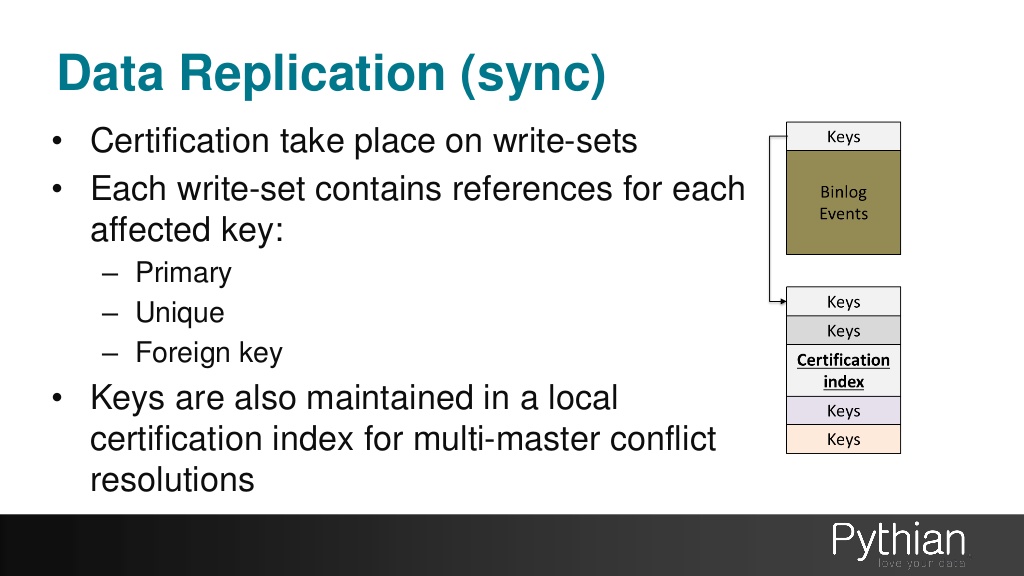 Data Replication (sync)
• Certification take place on write-sets
• Each write-set contains references for each
affected key:
– Primary
– Unique
– Foreign key
• Keys are also maintained in a local
certification index for multi-master conflict
resolutions
Keys
Binlog
Events
Keys
Keys
Certification
index
Keys
Keys
Pythian
love your data